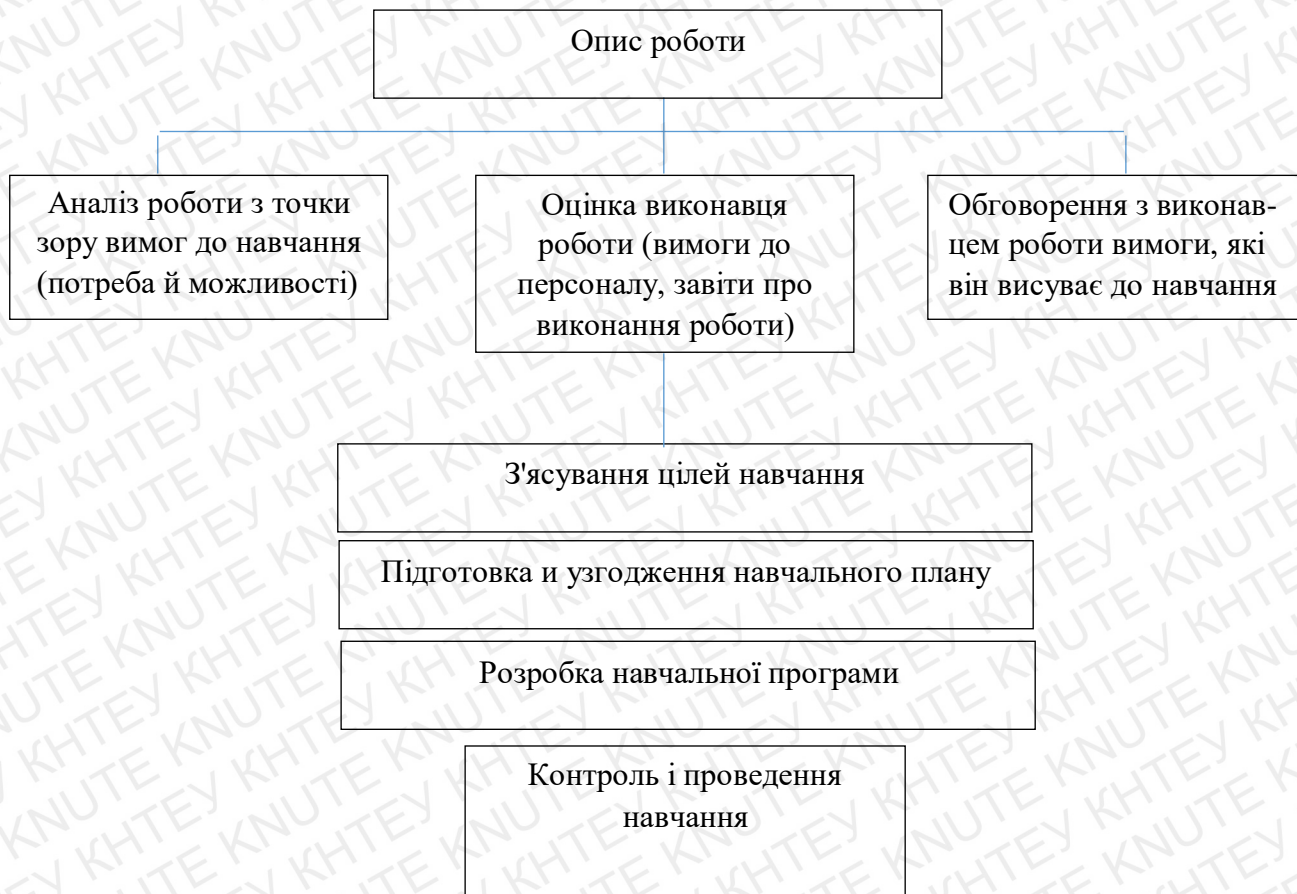 Опис роботи
Аналіз роботи з точки
зору вимог до навчання
(потреба й можливості)
Оцінка виконавця
роботи (вимоги до
персоналу, завіти про
виконання роботи)
Обговорення з виконав-
цем роботи вимоги, які
він висуває до навчання
З'ясування цілей навчання
Підготовка и узгодження навчального плану
Розробка навчальної програми
Контроль і проведення
навчання